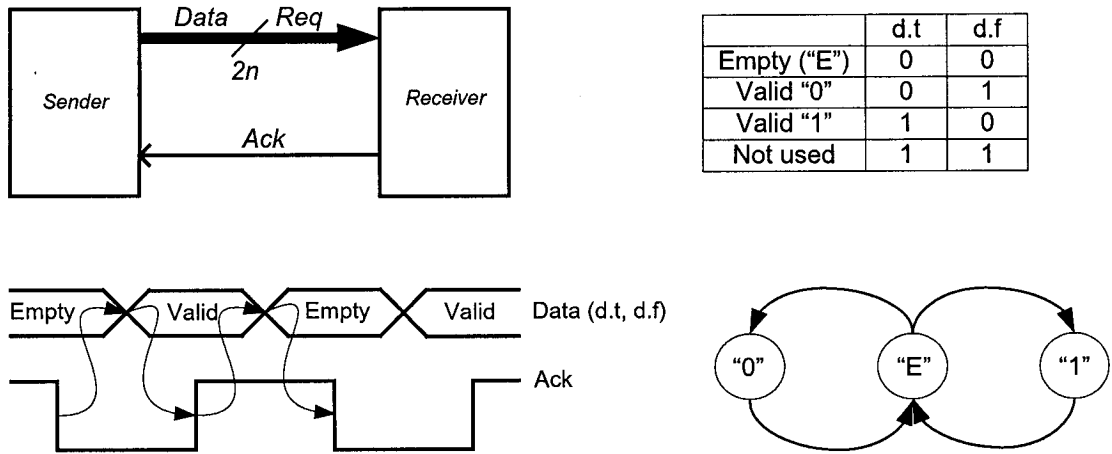 Data
Req
2n
Sender
Receiver
Ack
d.t d.f
Empty (“E”) 0 0
Valid “0” 0 1
Valid “1” 1 0
Not used 1 1
Empty Valid Empty Valid Data (d.t, d.f)
Ack
“0” “E” “1”